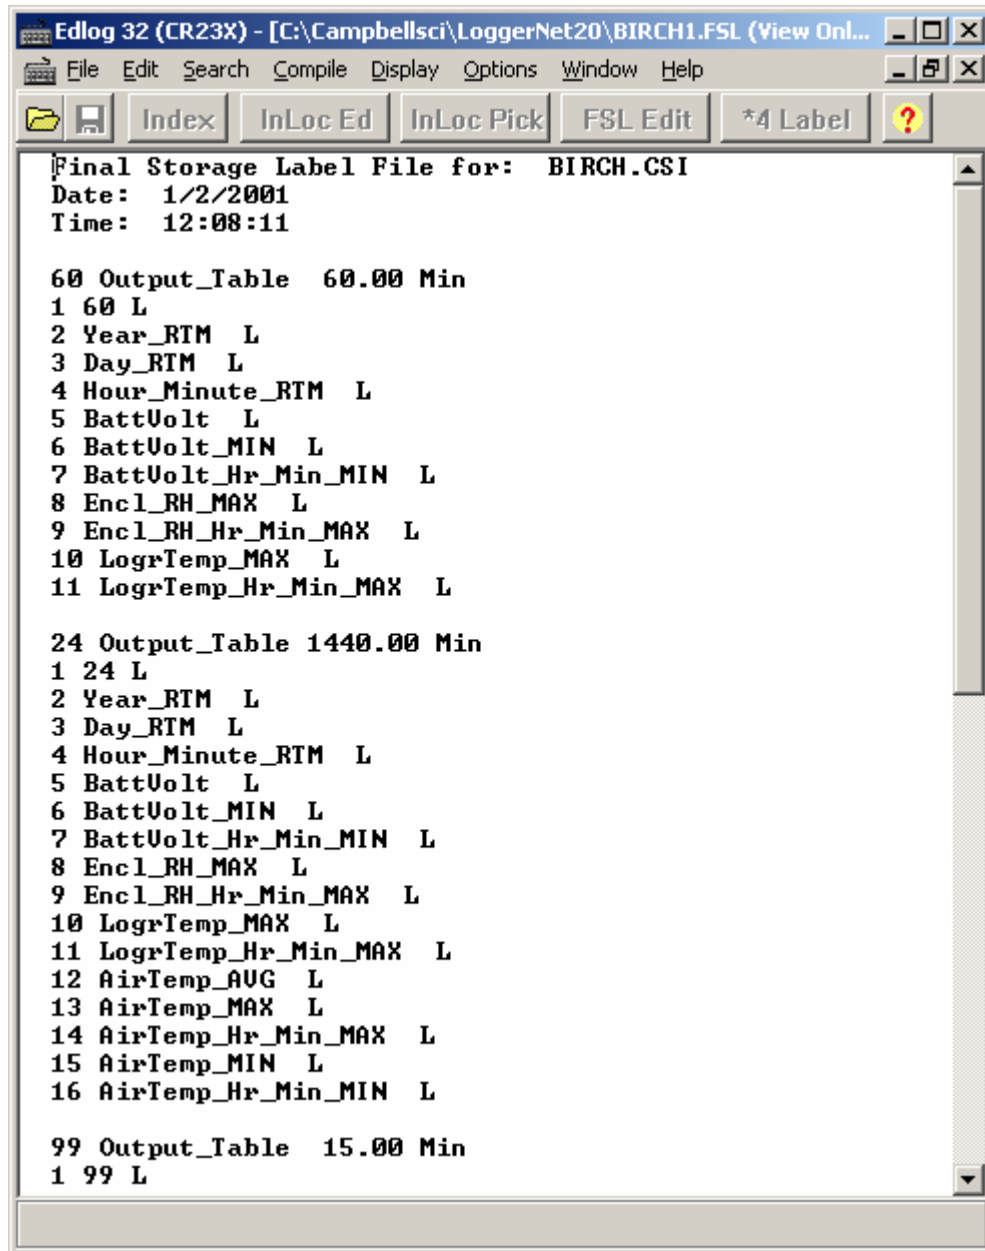 Edlog 32 (CR23X) - [C:\Campbellsci\LoggerNet20\BIRCH1.FSL (View Onl...
File Edit Search Compile Display Options Window Help
Index InLoc Ed InLoc Pick FSL Edit *4 Label ?
Final Storage Label File for:  BIRCH.CSI
Date:  1/2/2001
Time:  12:08:11
60 Output_Table  60.00 Min
1 60 L
2 Year_RTM  L
3 Day_RTM  L
4 Hour_Minute_RTM  L
5 BattVolt  L
6 BattVolt_MIN  L
7 BattVolt_Hr_Min_MIN  L
8 Encl_RH_MAX  L
9 Encl_RH_Hr_Min_MAX  L
10 LogrTemp_MAX  L
11 LogrTemp_Hr_Min_MAX  L
24 Output_Table 1440.00 Min
1 24 L
2 Year_RTM  L
3 Day_RTM  L
4 Hour_Minute_RTM  L
5 BattVolt  L
6 BattVolt_MIN  L
7 BattVolt_Hr_Min_MIN  L
8 Encl_RH_MAX  L
9 Encl_RH_Hr_Min_MAX  L
10 LogrTemp_MAX  L
11 LogrTemp_Hr_Min_MAX  L
12 AirTemp_AVG  L
13 AirTemp_MAX  L
14 AirTemp_Hr_Min_MAX  L
15 AirTemp_MIN  L
16 AirTemp_Hr_Min_MIN  L
99 Output_Table  15.00 Min
1 99 L